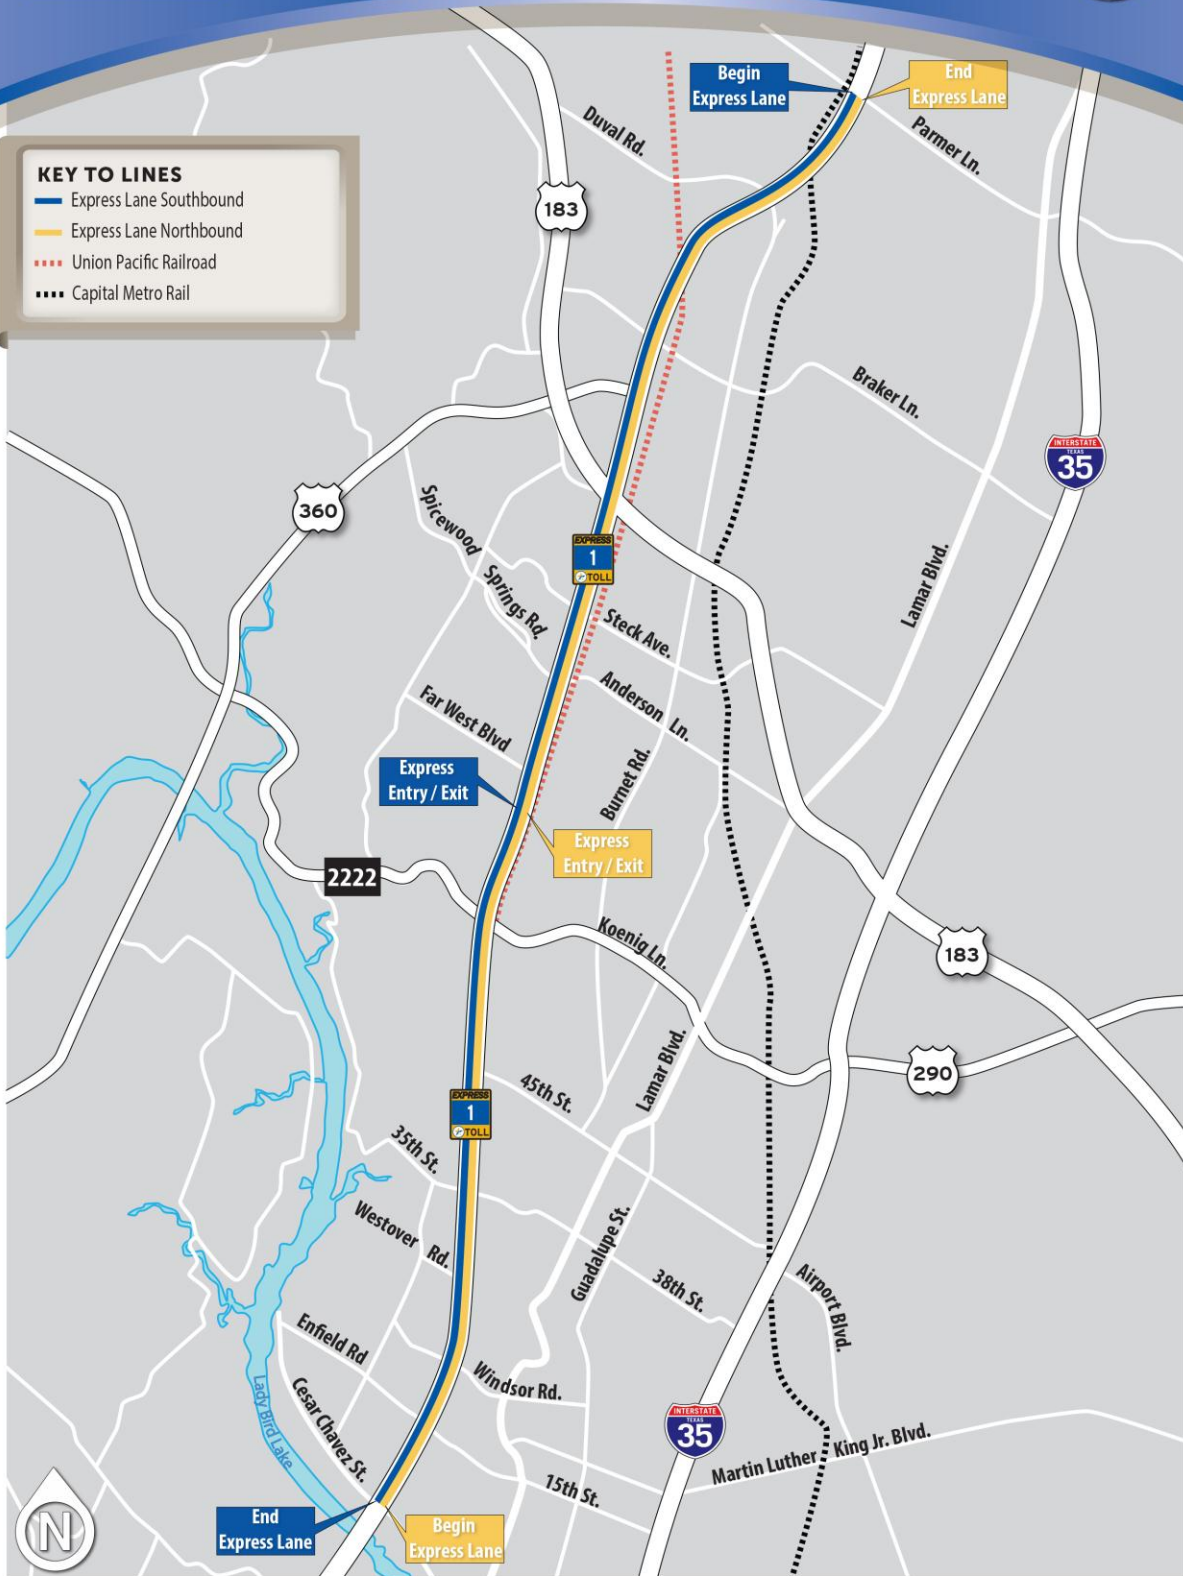 Begin
Express Lane
End
Express Lane
Duval Rd.
Parmer Ln.
KEY TO LINES
Express Lane Southbound
Express Lane Northbound
Union Pacific Railroad
Capital Metro Rail
183
Braker Ln.
INTERSTATE
TEXAS
35
360
Spicewood
Springs Rd.
EXPRESS
1
TOLL
Lamar Blvd.
Steck Ave.
Anderson Ln.
Far West Blvd
Burnet Rd.
Express
Entry / Exit
Express
Entry / Exit
2222
Koenig Ln.
183
Lamar Blvd.
290
45th St.
EXPRESS
1
TOLL
35th St.
Westover Rd.
Guadalupe St.
38th St.
Airport Blvd.
Enfield Rd
Windsor Rd.
Cesar Chavez St.
Lady Bird Lake
INTERSTATE
TEXAS
35
Martin Luther King Jr. Blvd.
15th St.
End
Express Lane
Begin
Express Lane
N